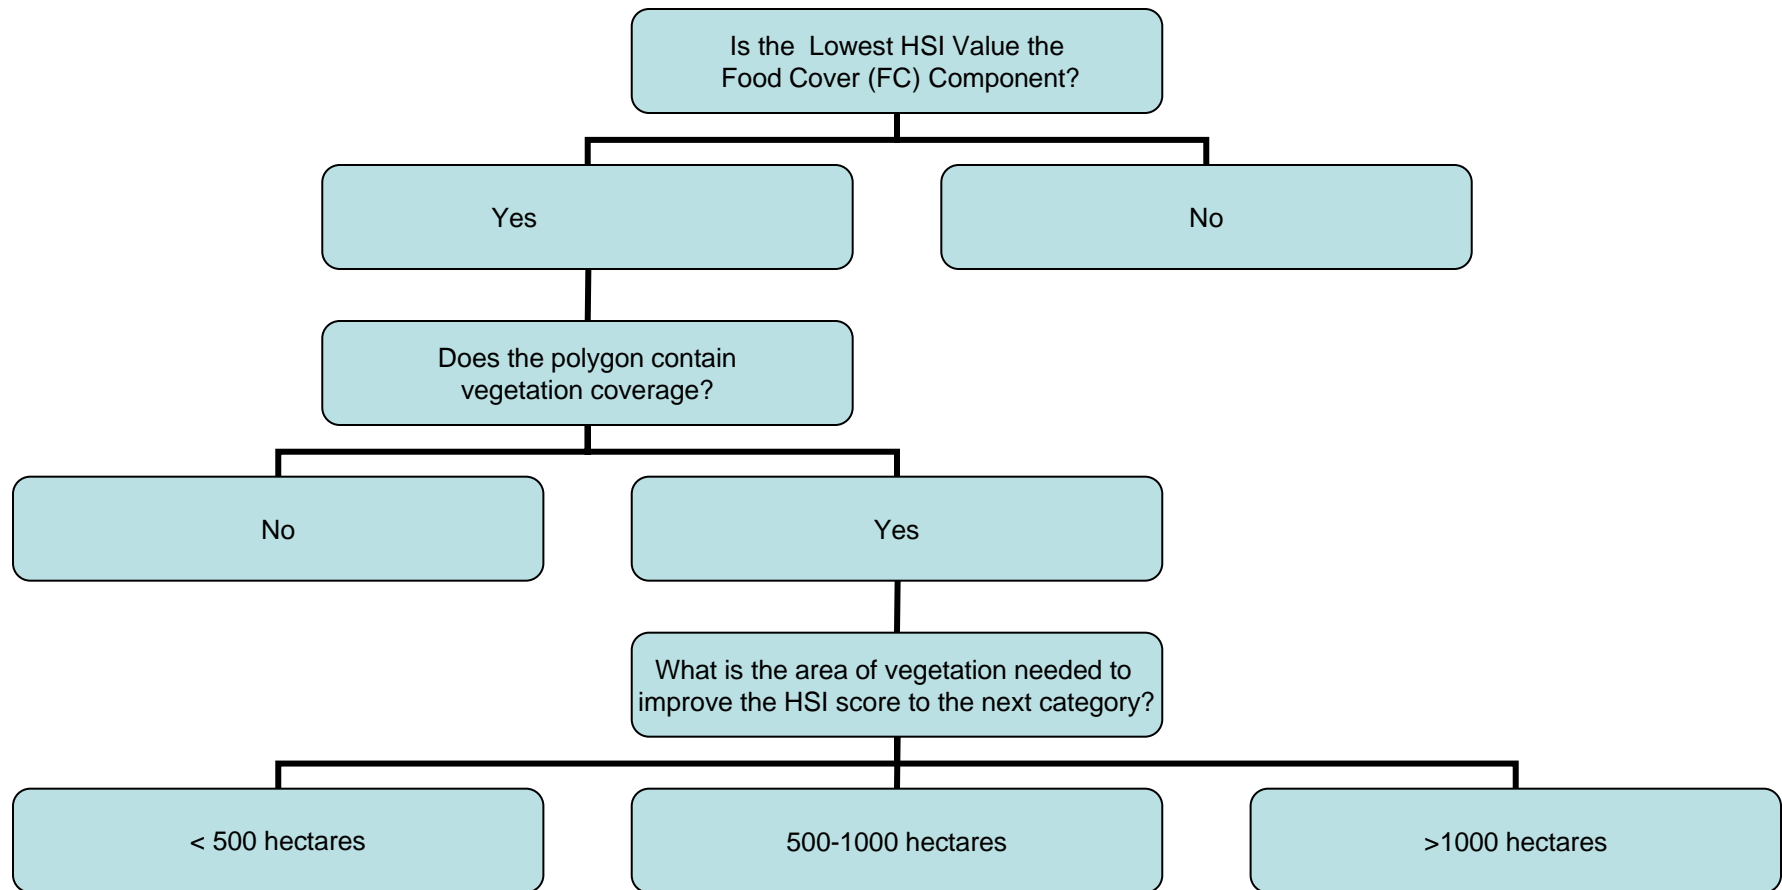 Is the  Lowest HSI Value the
Food Cover (FC) Component?
Yes
No
Does the polygon contain
vegetation coverage?
No
Yes
What is the area of vegetation needed to
improve the HSI score to the next category?
< 500 hectares
500-1000 hectares
>1000 hectares